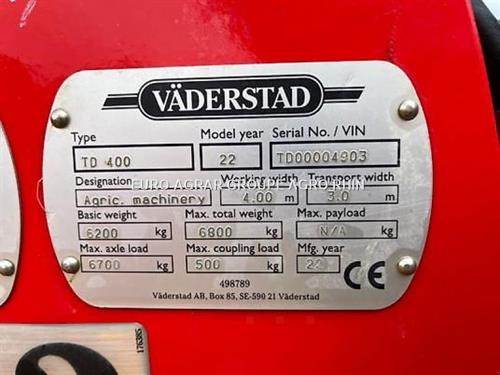 VÄDERSTAD
Type Model year Serial No. / VIN
TD 400 22 TD00004903
Designation Working width Transport width
EURO AGRAR GROUPE AGRO RHIN
Agric. machinery 4.00 m 3.0 m
Basic weight Max. total weight Max. payload
6200 kg 6800 kg N/A kg
Max. axle load Max. coupling load Mfg. year
6700 kg 500 kg 22 CE
498789
Väderstad AB, Box 85, SE-590 21 Väderstad
176385